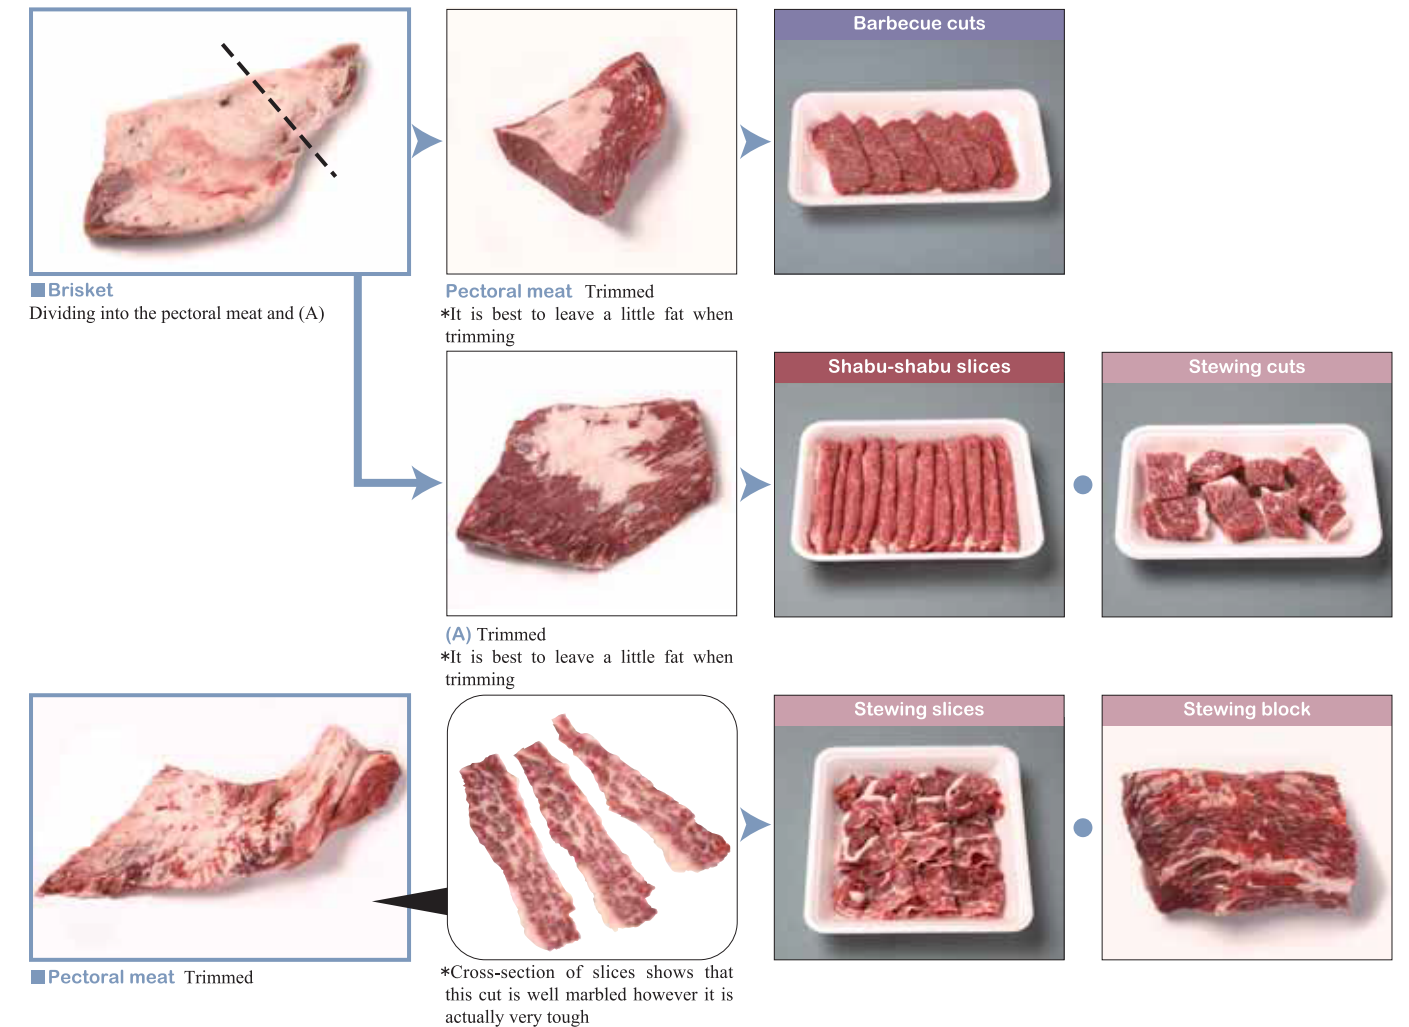 Barbecue cuts
■Brisket
Dividing into the pectoral meat and (A)
Pectoral meat Trimmed
*It is best to leave a little fat when
trimming
Shabu-shabu slices
Stewing cuts
(A) Trimmed
*It is best to leave a little fat when
trimming
Stewing slices
Stewing block
■Pectoral meat Trimmed
*Cross-section of slices shows that
this cut is well marbled however it is
actually very tough